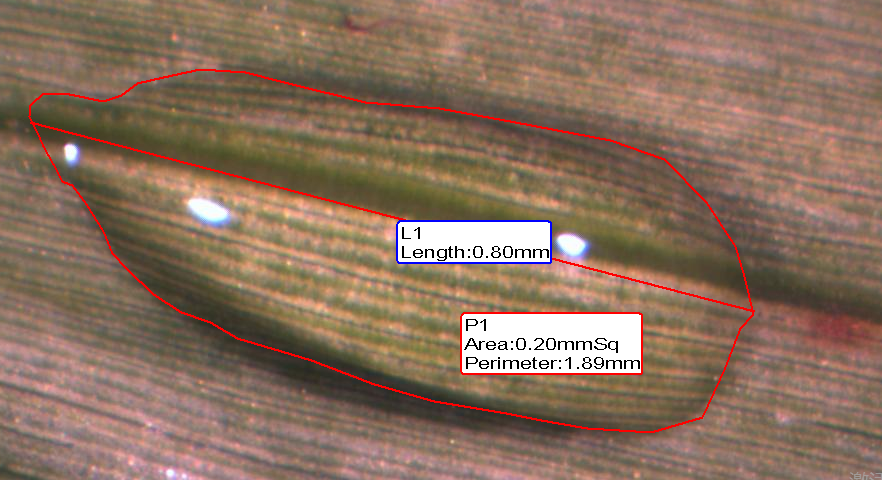 L1
Length:0.80mm
P1
Area:0.20mmSq
Perimeter:1.89mm